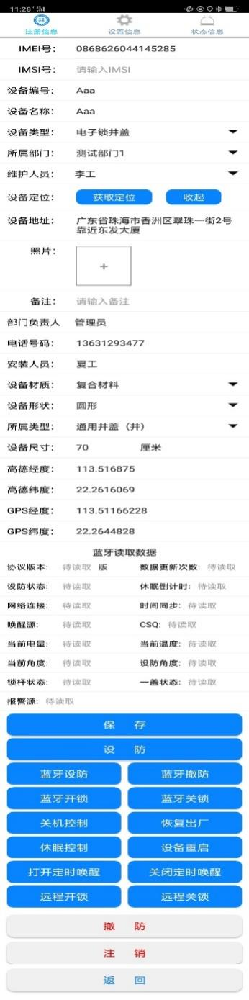 11:28
注册信息 设置信息 状态信息
IMEI号： 0868626044145285
IMSI号： 请输入IMSI
设备编号： Aaa
设备名称： Aaa
设备类型： 电子锁井盖
所属部门： 测试部门1
维护人员： 李工
设备定位： 获取定位 收起
设备地址： 广东省珠海市香洲区翠珠一街2号
靠近东发大厦
照片：
+
备注： 请输入备注
部门负责人 管理员
电话号码： 13631293477
安装人员： 夏工
设备材质： 复合材料
设备形状： 圆形
所属类型： 通用井盖（井）
设备尺寸： 70 厘米
高德经度： 113.516875
高德纬度： 22.2616069
GPS经度： 113.51166228
GPS纬度： 22.2644828
蓝牙读取数据
协议版本： 待读取 版 数据更新次数: 待读取
设防状态： 待读取 休眠倒计时: 待读取
网络连接： 待读取 时间同步: 待读取
唤醒源: 待读取 CSQ: 待读取
当前电量: 待读取 当前温度: 待读取
当前角度: 待读取 设防角度: 待读取
锁杆状态: 待读取 一盖状态: 待读取
报警源: 待读取
保 存
设 防
蓝牙设防 蓝牙撤防
蓝牙开锁 蓝牙关锁
关机控制 恢复出厂
休眠控制 设备重启
打开定时唤醒 关闭定时唤醒
远程开锁 远程关锁
撤 防
注 销
返 回